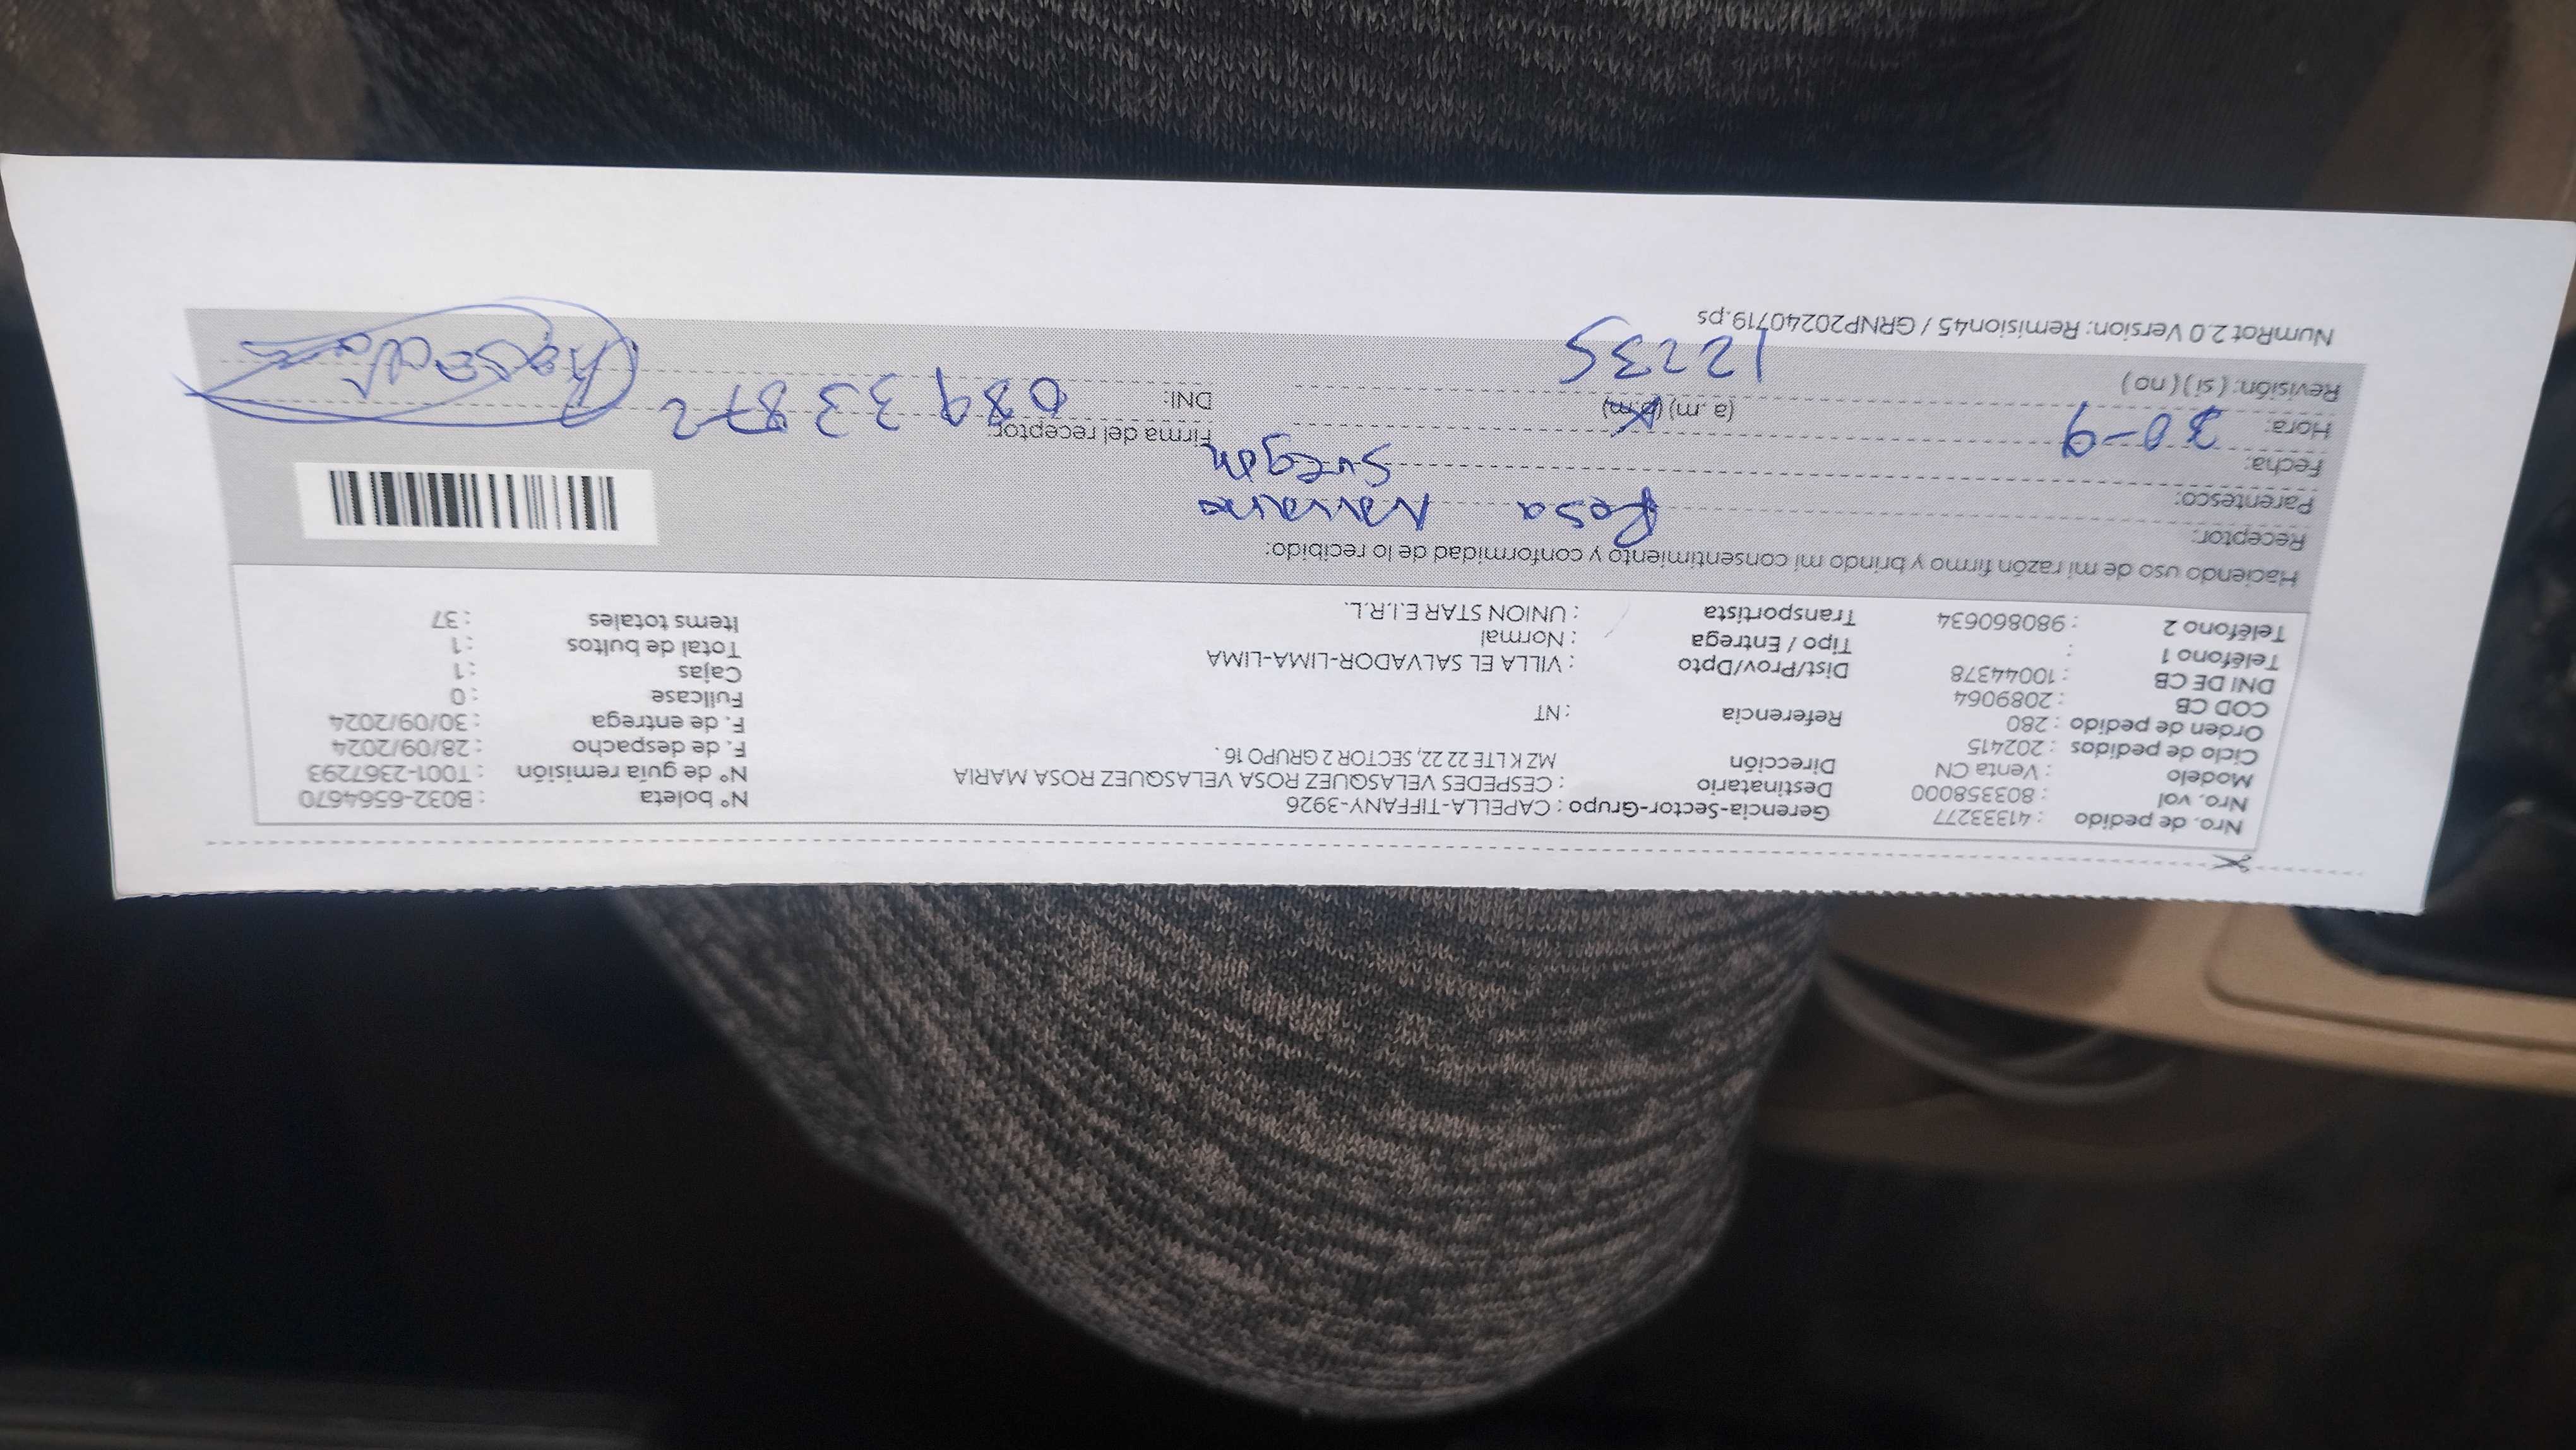 Nro. de pedido : 41333277
Nro. vol : 803358000
Modelo : Venta CN
Ciclo de pedidos : 202415
Orden de pedido : 280
COD CB : 2089064
DNI DE CB : 10044378
Teléfono 1 :
Teléfono 2 : 980860634
Gerencia-Sector-Grupo : CAPELLA-TIFFANY-3926
Destinatario : CESPEDES VELASQUEZ ROSA VELASQUEZ ROSA MARIA
Dirección MZ K LTE 22 22, SECTOR 2 GRUPO 16 .
Referencia : NT
Dist/Prov/Dpto : VILLA EL SALVADOR-LIMA-LIMA
Tipo / Entrega : Normal
Transportista : UNION STAR E.I.R.L.
N° boleta : B032-65644670
N° de guía remisión : T001-2367293
F. de despacho : 28/09/2024
F. de entrega : 30/09/2024
Fullcase : 0
Cajas : 1
Total de bultos : 1
Items totales : 37
Haciendo uso de mi razón firmo y brindo mi consentimiento y conformidad de lo recibido:
Receptor: Rosa
Parentesco:
Fecha: 30-9
Hora: (a .m) (p.m)
Revisión: ( si ) ( no ) 12235
Firma del receptor:
DNI:
NumRot 2.0 Version: Remision45 / GRNP20240719.ps